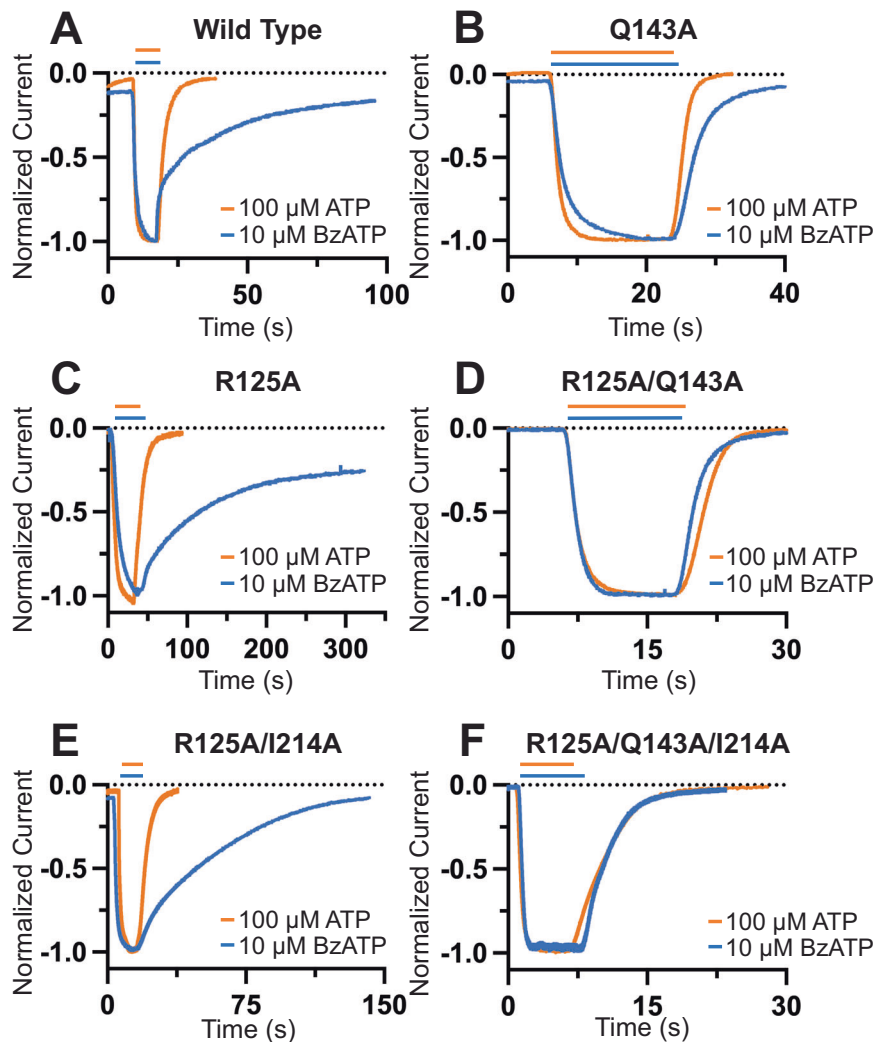 A
Wild Type
Normalized Current
0.0
-0.5
-1.0
100 µM ATP
10 µM BzATP
0
50
100
Time (s)
B
Q143A
Normalized Current
0.0
-0.5
-1.0
100 µM ATP
10 µM BzATP
0
20
40
Time (s)
C
R125A
Normalized Current
0.0
-0.5
-1.0
100 µM ATP
10 µM BzATP
0
100
200
300
Time (s)
D
R125A/Q143A
Normalized Current
0.0
-0.5
-1.0
100 µM ATP
10 µM BzATP
0
15
30
Time (s)
E
R125A/I214A
Normalized Current
0.0
-0.5
-1.0
100 µM ATP
10 µM BzATP
0
75
150
Time (s)
F
R125A/Q143A/I214A
Normalized Current
0.0
-0.5
-1.0
100 µM ATP
10 µM BzATP
0
15
30
Time (s)